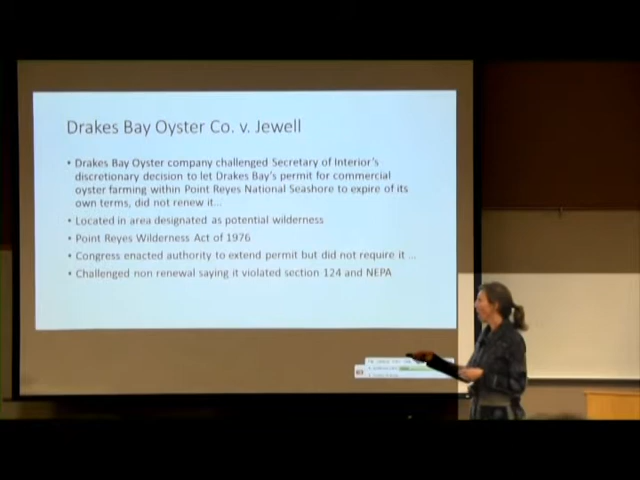 Drakes Bay Oyster Co. v. Jewell
• Drakes Bay Oyster company challenged Secretary of Interior's
discretionary decision to let Drakes Bay's permit for commercial
oyster farming within Point Reyes National Seashore to expire of its
own terms, did not renew it...
• Located in area designated as potential wilderness
• Point Reyes Wilderness Act of 1976
• Congress enacted authority to extend permit but did not require it ...
• Challenged non renewal saying it violated section 124 and NEPA